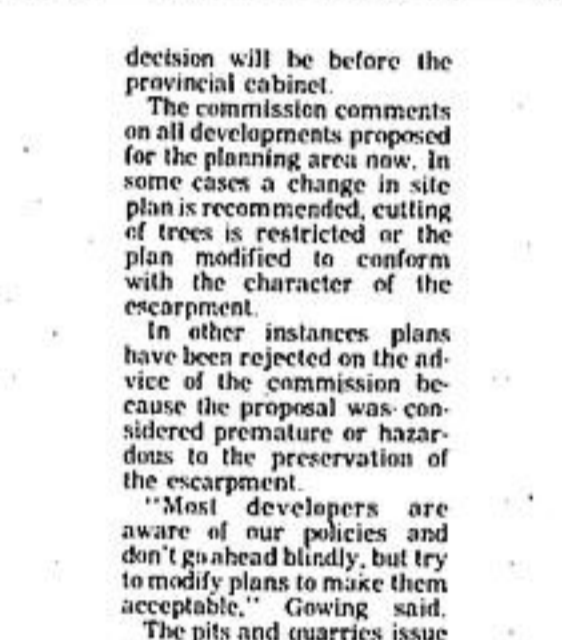 decision will be before the
provincial cabinet.
The commission comments
on all developments proposed
for the planning area now. In
some cases a change in site
plan is recommended, cutting
of trees is restricted or the
plan modified to conform
with the character of the
escarpment.
In other instances plans
have been rejected on the ad-
vice of the commission be-
cause the proposal was con-
sidered premature or hazar-
dous to the preservation of
the escarpment.
"Most developers are
aware of our policies and
don't go ahead blindly, but try
to modify plans to make them
acceptable," Gowing said.
The pits and quarries issue